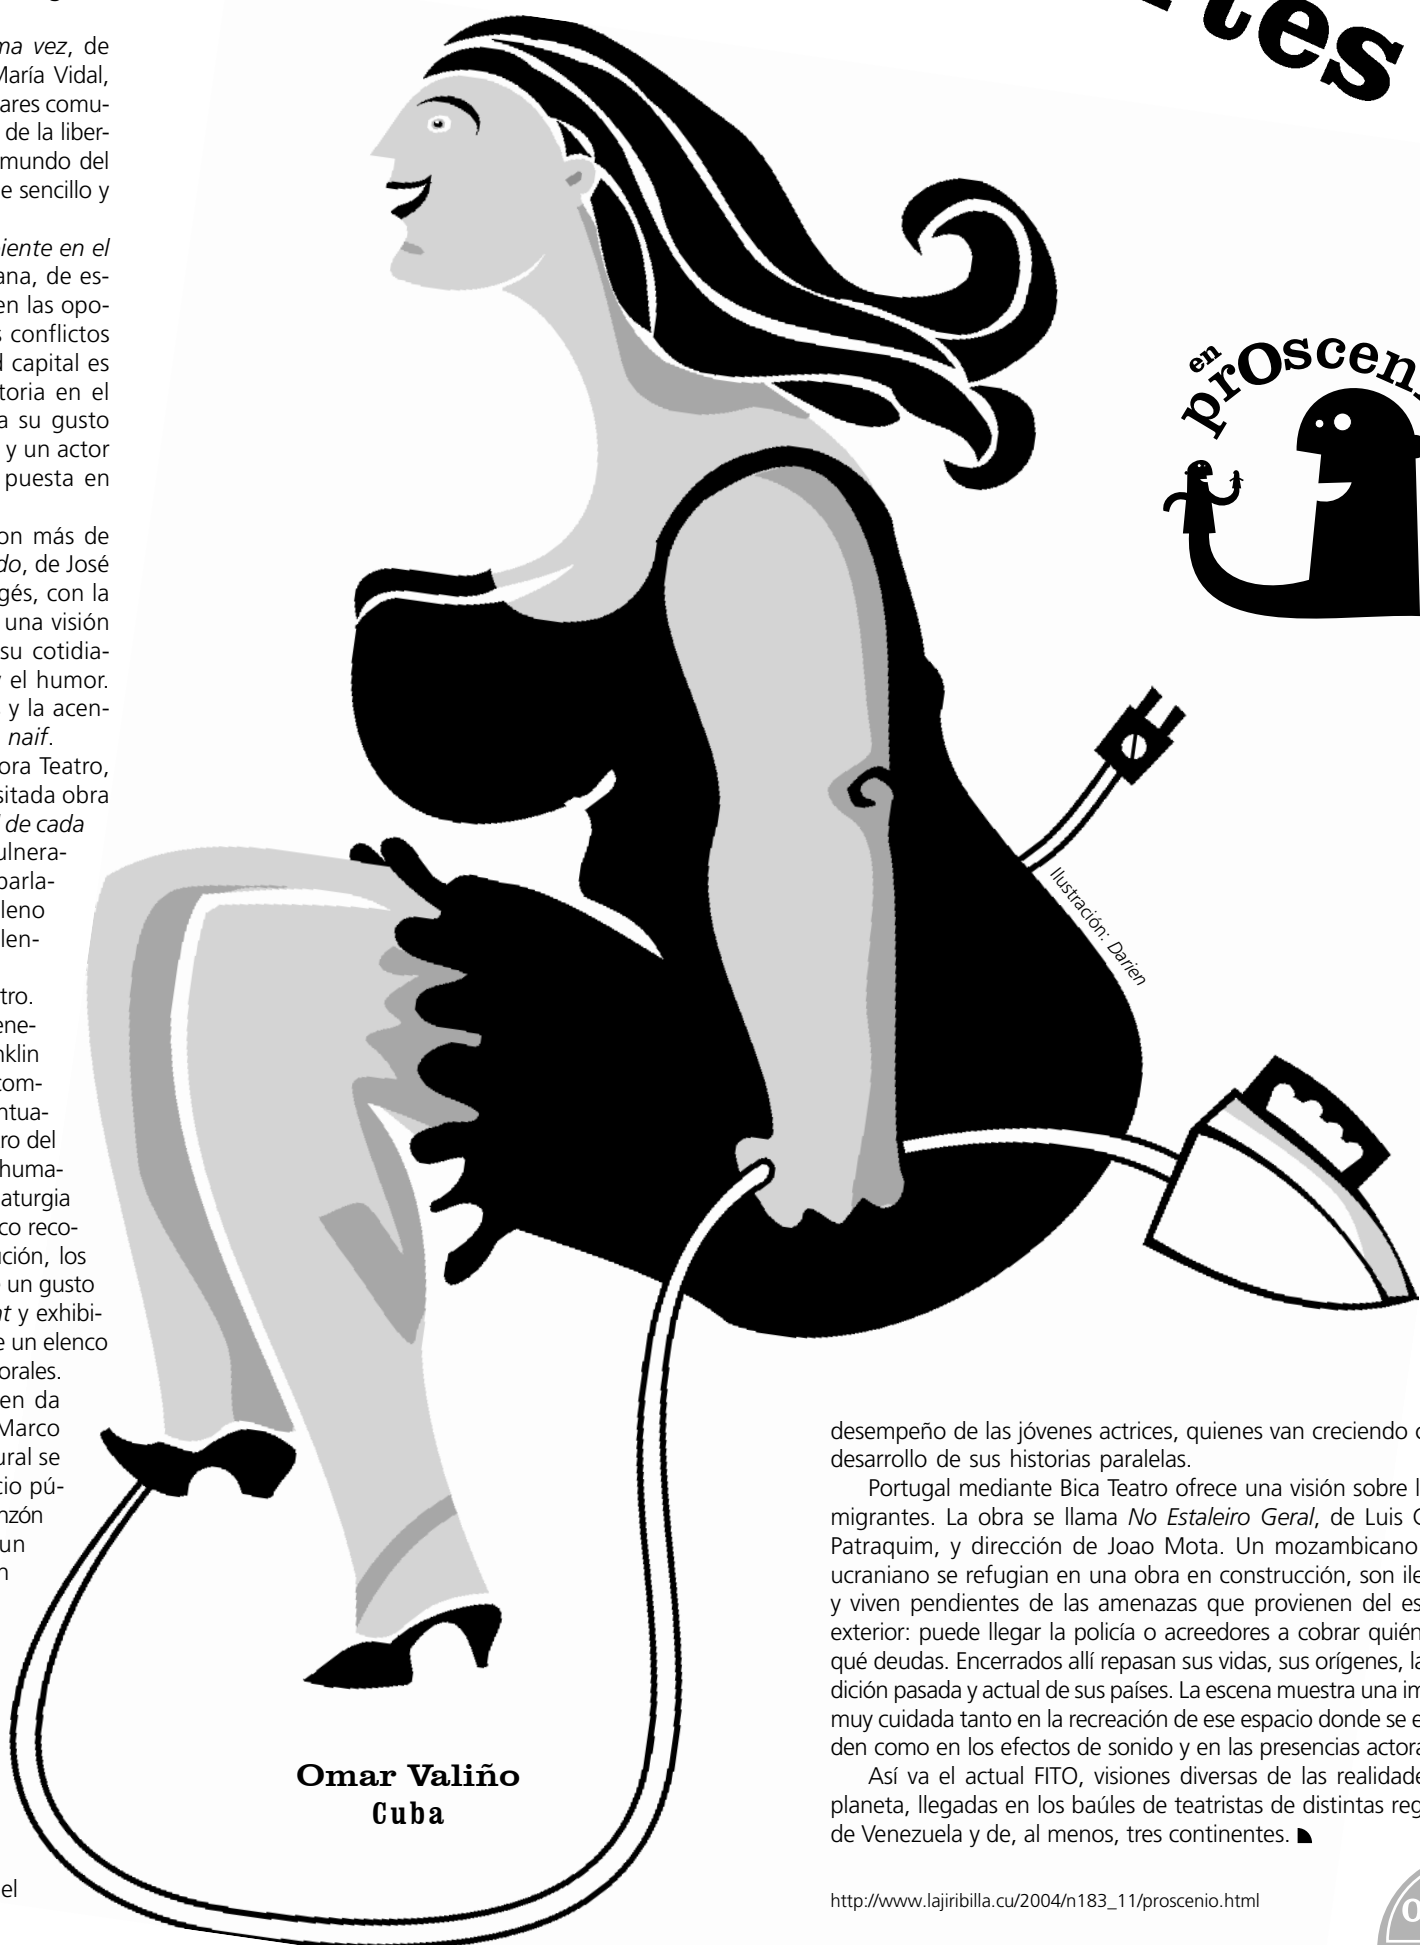 ntes
ma vez, de
María Vidal,
ares comu-
de la liber-
mundo del
e sencillo y
iente en el
ana, de es-
en las opo-
s conflictos
d capital es
toria en el
a su gusto
y un actor
puesta en
on más de
do, de José
gés, con la
una visión
su cotidia-
y el humor.
s y la acen-
naif.
ora Teatro,
sitada obra
l de cada
ulnera-
parla-
leno
len-
tro.
ene-
nklin
com-
ntua-
ro del
huma-
aturgia
co reco-
ución, los
e un gusto
nt y exhibi-
e un elenco
orales.
en da
Marco
ural se
cio pú-
nzón
un
n
el
en
prOsceni
Ilustración: Darien
Omar Valiño
Cuba
desempeño de las jóvenes actrices, quienes van creciendo c
desarrollo de sus historias paralelas.
Portugal mediante Bica Teatro ofrece una visión sobre l
migrantes. La obra se llama No Estaleiro Geral, de Luis C
Patraquim, y dirección de Joao Mota. Un mozambicano
ucraniano se refugian en una obra en construcción, son ile
y viven pendientes de las amenazas que provienen del es
exterior: puede llegar la policía o acreedores a cobrar quién
qué deudas. Encerrados allí repasan sus vidas, sus orígenes, la
dición pasada y actual de sus países. La escena muestra una im
muy cuidada tanto en la recreación de ese espacio donde se e
den como en los efectos de sonido y en las presencias actora
Así va el actual FITO, visiones diversas de las realidade
planeta, llegadas en los baúles de teatristas de distintas reg
de Venezuela y de, al menos, tres continentes.
http://www.lajiribilla.cu/2004/n183_11/proscenio.html